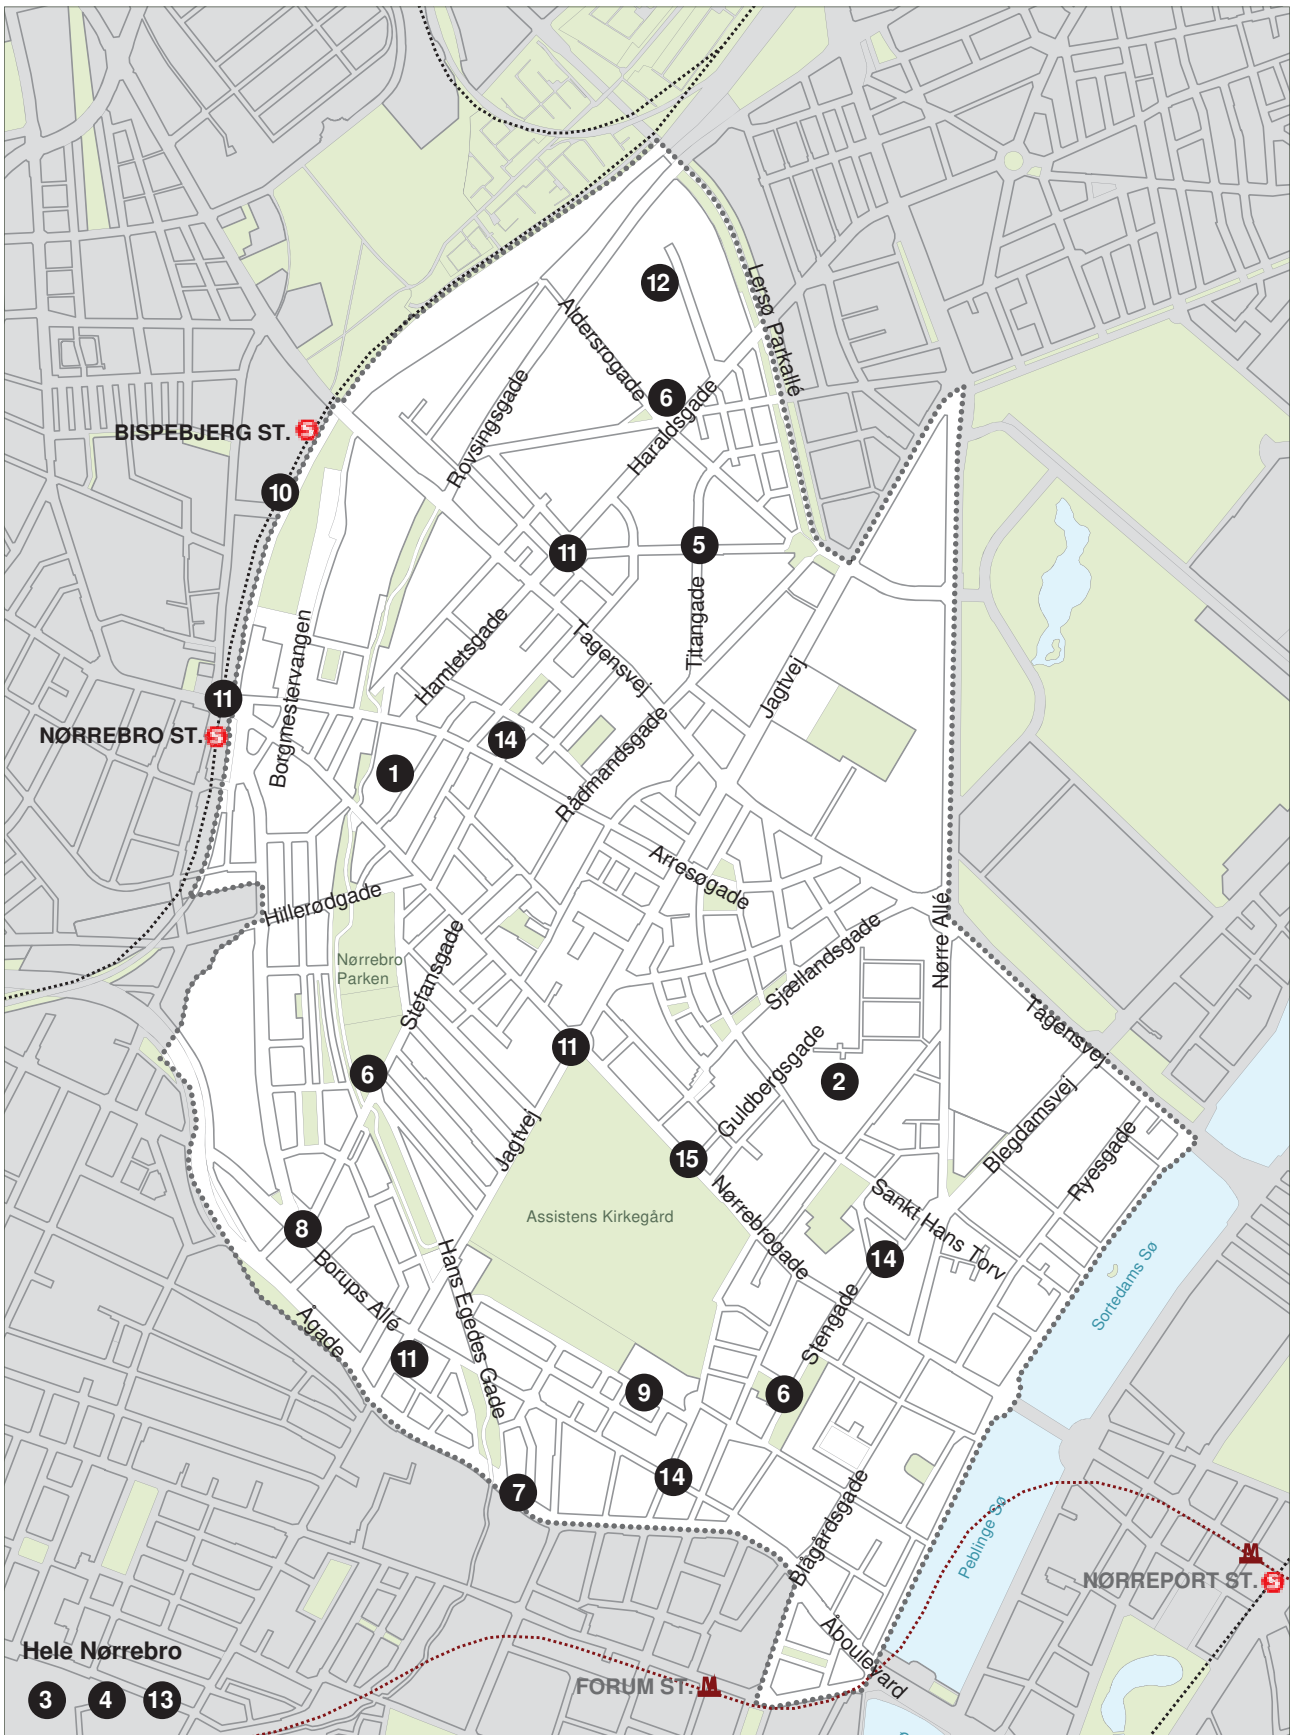 12
Lersø Parkallé
Aldersrogade
6
Haraldsgade
Rovsingsgade
BISPEBJERG ST.
S
10
11
5
Titangade
Hamletsgade
Tagensvej
Jagtvej
Borgmestervangen
11
NØRREBRO ST.
S
14
1
Rådmandsgade
Arresøgade
Hillerødgade
Nørrebro
Parken
Stefansgade
Sjællandsgade
Nørre Allé
Tagensvej
11
6
Guldbergsgade
2
Blegdamsvej
Jagtvej
15
Ryesgade
Nørrebrogade
Sankt Hans Torv
Assistens Kirkegård
8
14
Sortedams Sø
Borups Allé
Hans Egedes Gade
Ågade
Stengade
11
9
6
14
7
Blågårdsgade
Peblinge Sø
M
NØRREPORT ST.
S
Åboulevard
FORUM ST.
M
Hele Nørrebro
3 4 13